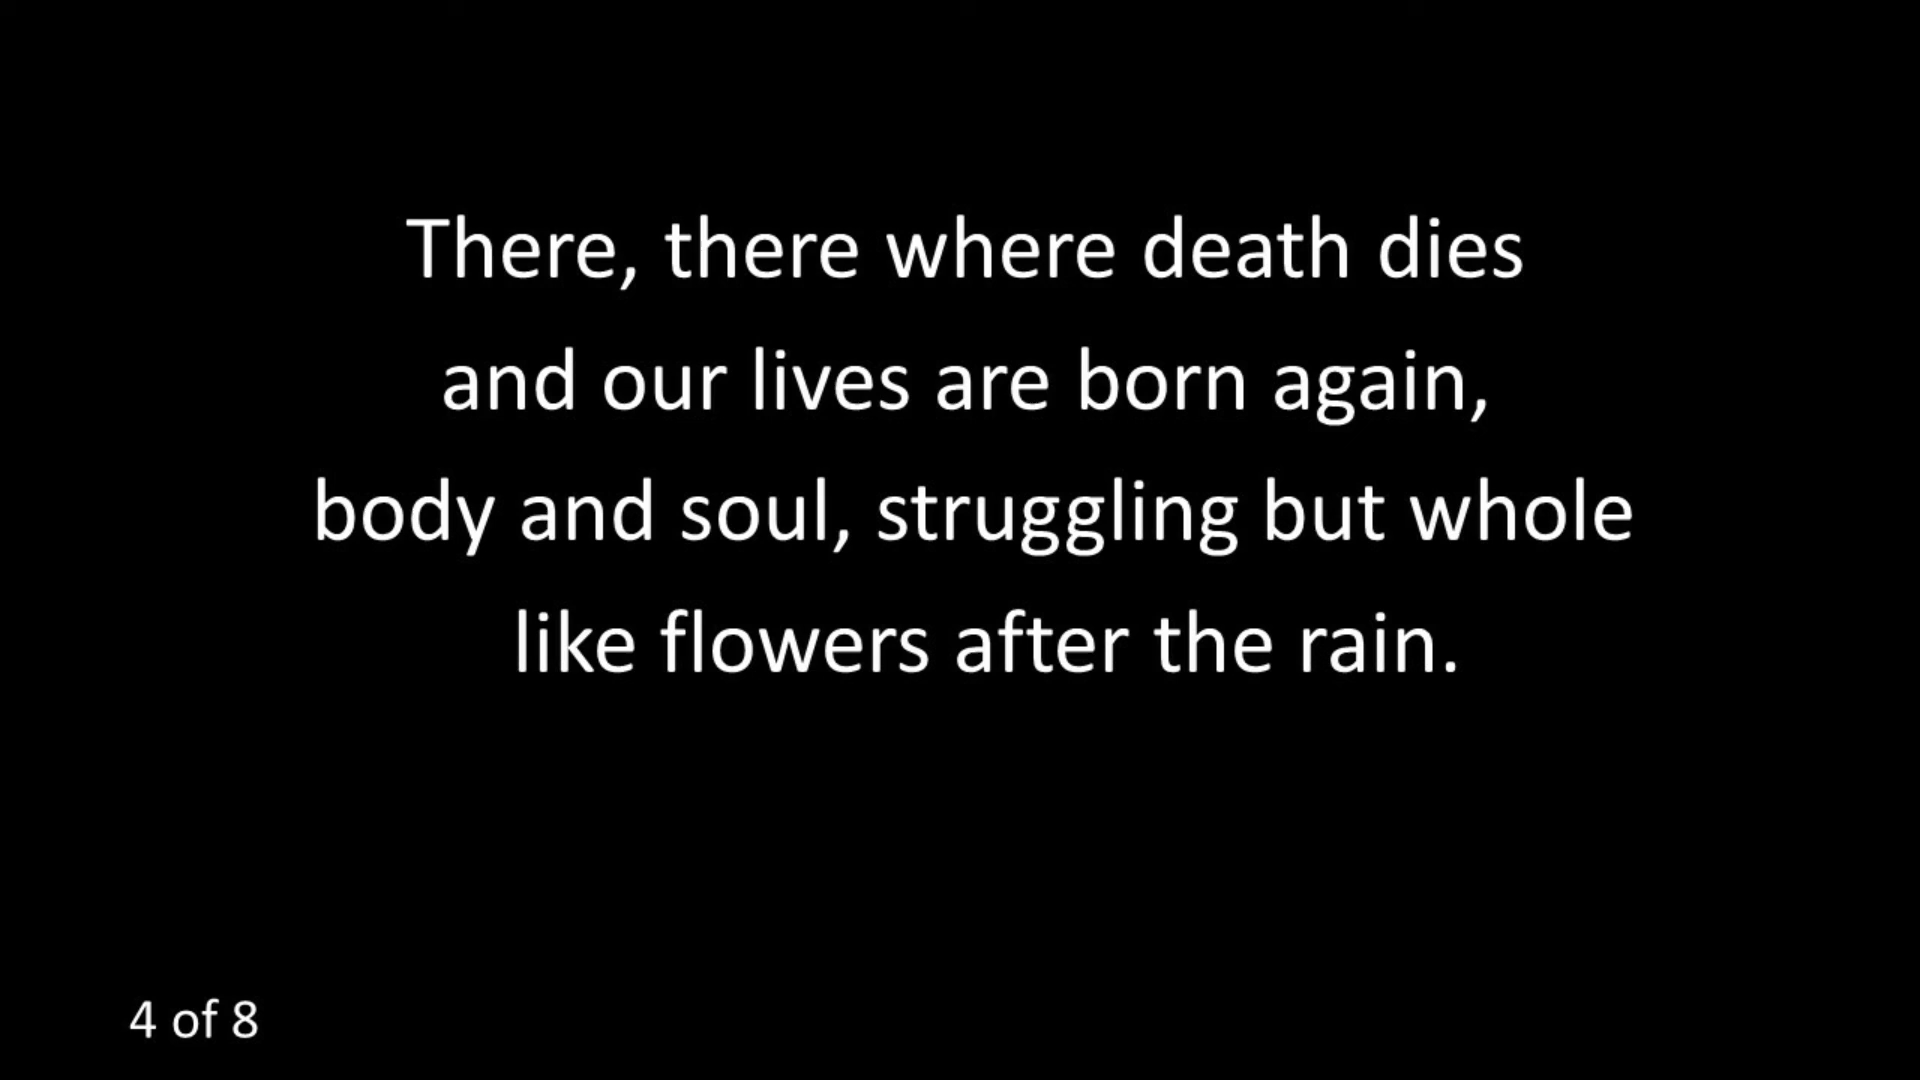 There, there where death dies
and our lives are born again,
body and soul, struggling but whole
like flowers after the rain.
4 of 8